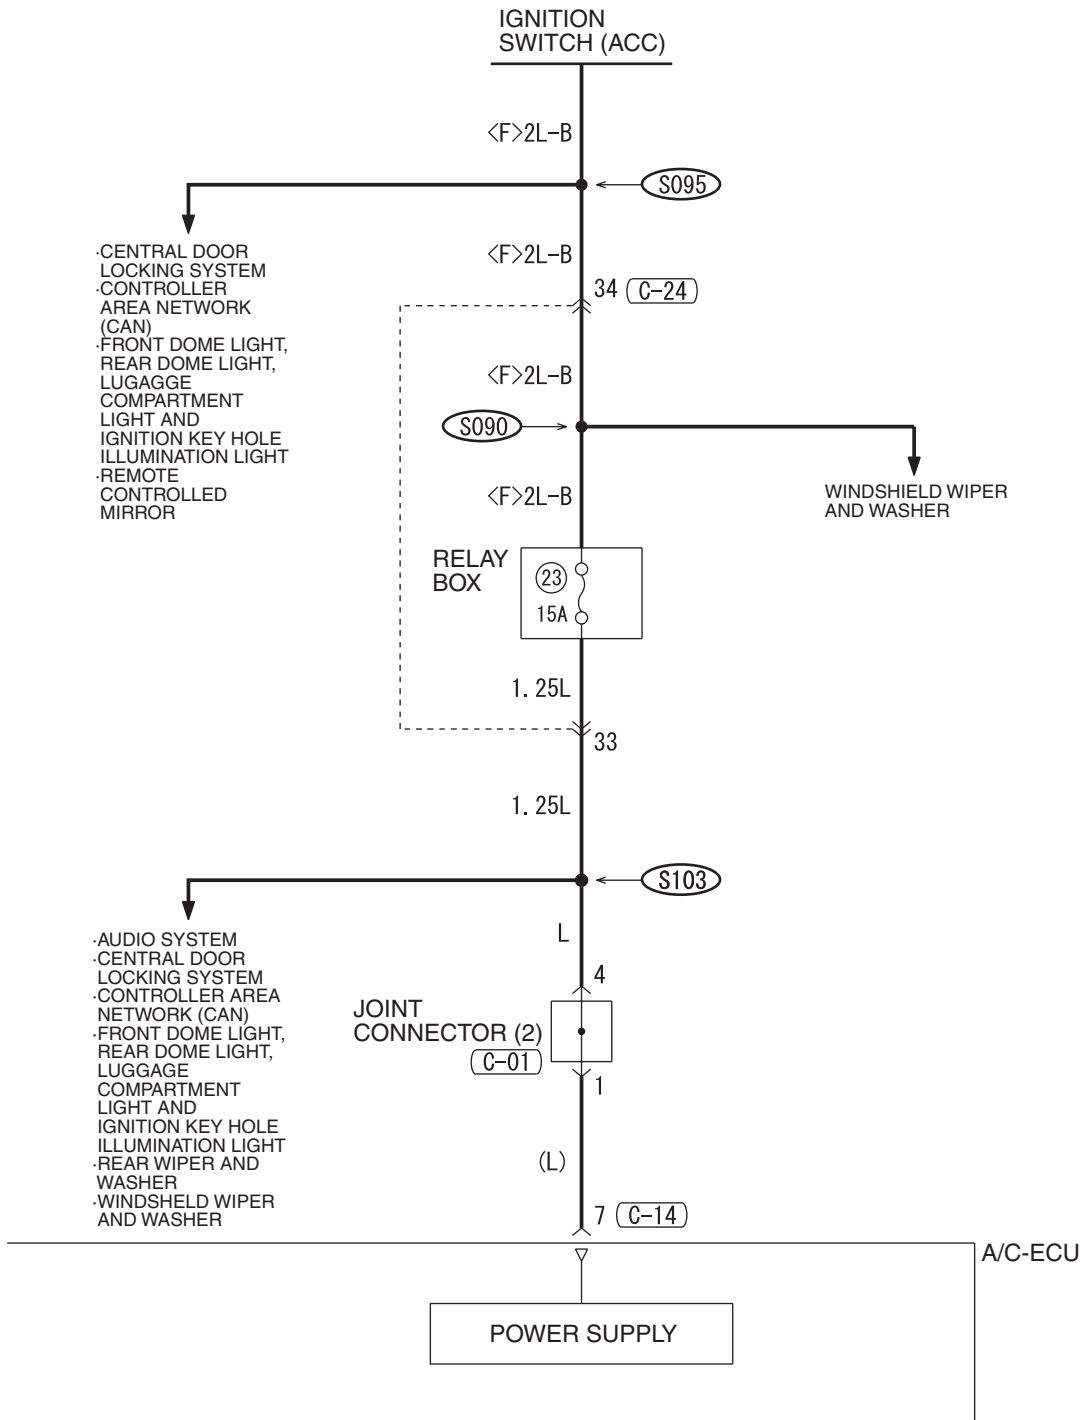 IGNITION
SWITCH (ACC)
<F>2L-B
S095
·CENTRAL DOOR
LOCKING SYSTEM
·CONTROLLER
AREA NETWORK
(CAN)
·FRONT DOME LIGHT,
REAR DOME LIGHT,
LUGAGGE
COMPARTMENT
LIGHT AND
IGNITION KEY HOLE
ILLUMINATION LIGHT
·REMOTE
CONTROLLED
MIRROR
<F>2L-B
34 C-24
<F>2L-B
S090
WINDSHIELD WIPER
AND WASHER
<F>2L-B
RELAY
BOX
23
15A
1.25L
33
1.25L
S103
·AUDIO SYSTEM
·CENTRAL DOOR
LOCKING SYSTEM
·CONTROLLER AREA
NETWORK (CAN)
·FRONT DOME LIGHT,
REAR DOME LIGHT,
LUGGAGE
COMPARTMENT
LIGHT AND
IGNITION KEY HOLE
ILLUMINATION LIGHT
·REAR WIPER AND
WASHER
·WINDSHELD WIPER
AND WASHER
L
4
JOINT
CONNECTOR (2)
C-01
1
(L)
7 C-14
A/C-ECU
POWER SUPPLY